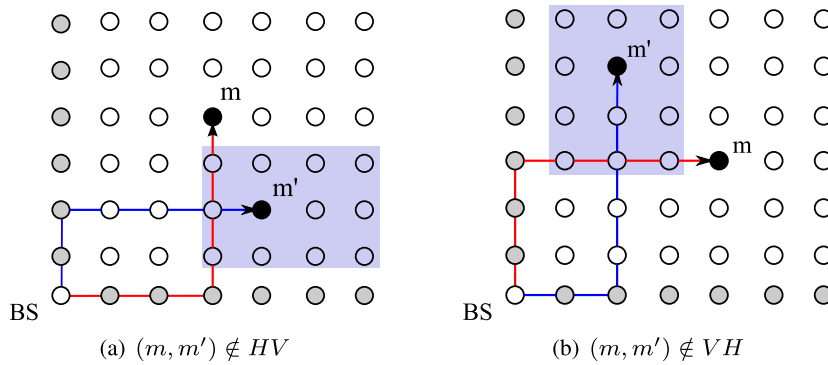 m
m'
BS
(a) (m, m′) ∉ HV
m'
m
BS
(b) (m, m′) ∉ VH